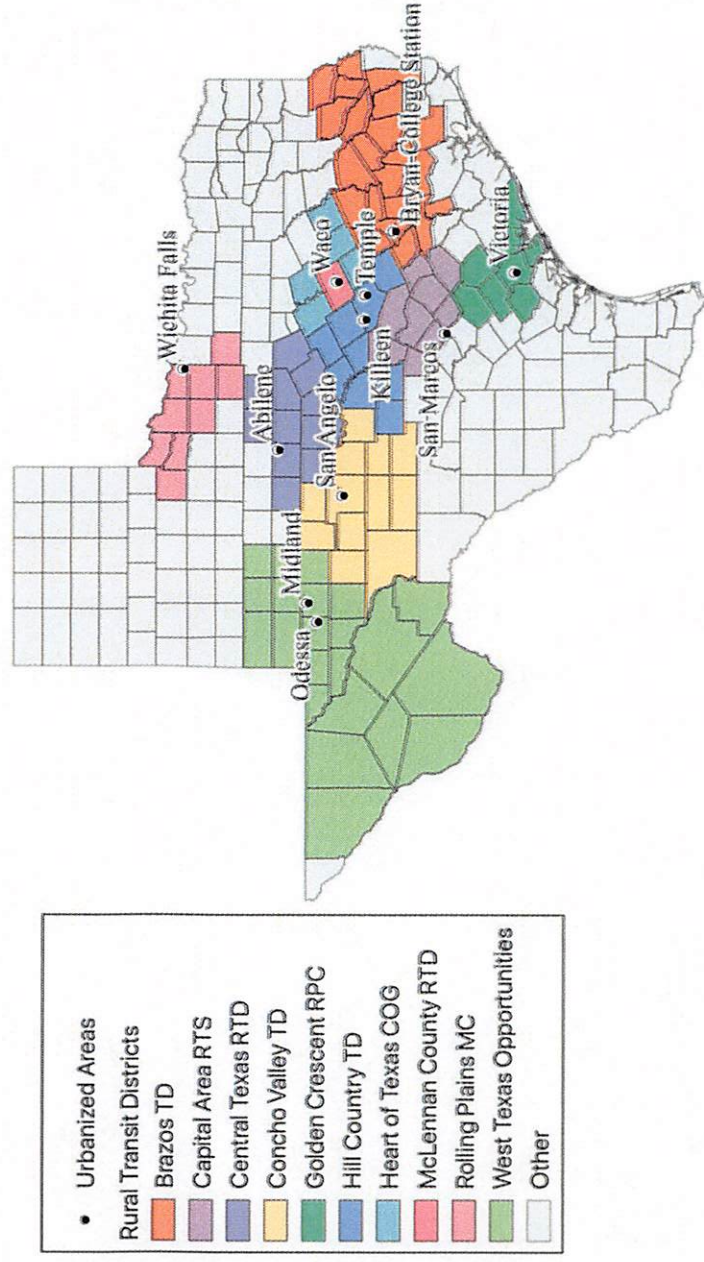 Urbanized Areas
Rural Transit Districts
Brazos TD
Capital Area RTS
Central Texas RTD
Concho Valley TD
Golden Crescent RPC
Hill Country TD
Heart of Texas COG
McLennan County RTD
Rolling Plains MC
West Texas Opportunities
Other
Wichita Falls
Abilene
Midland
Odessa
San Angelo
Waco
Temple
Killeen
Bryan-College Station
San Marcos
Victoria